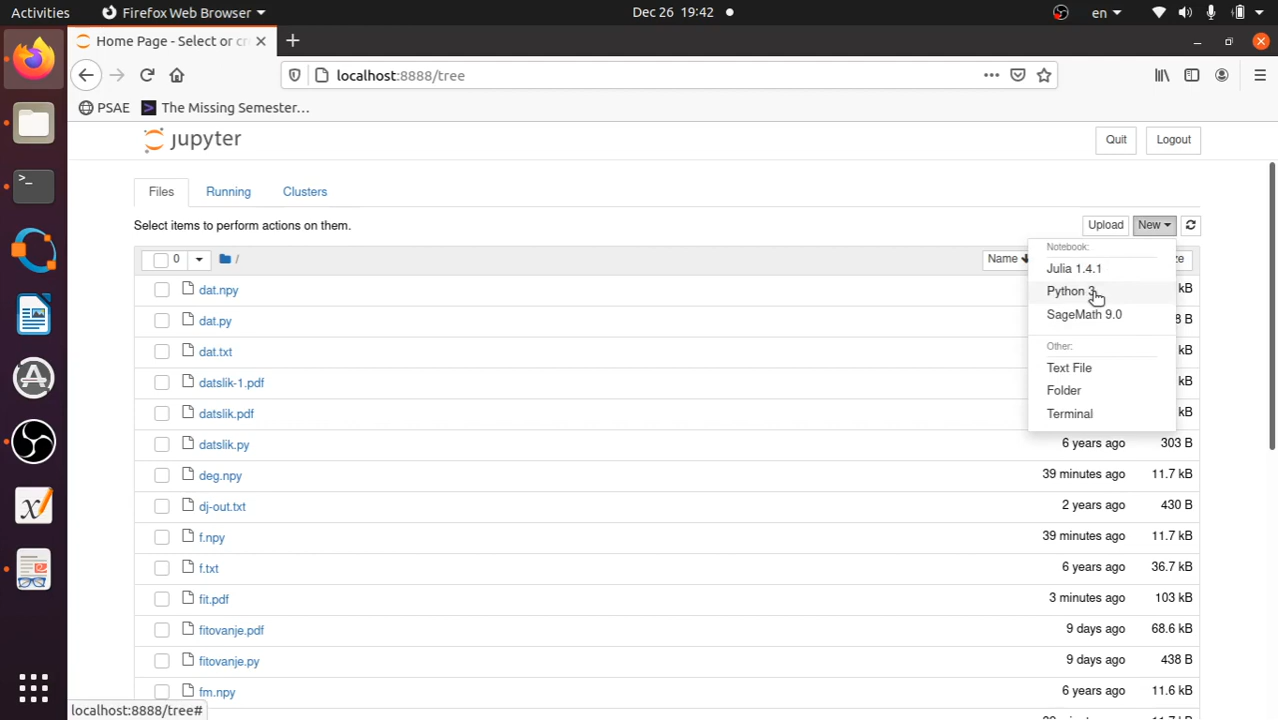 Activities Firefox Web Browser Dec 26 19:42 en
Home Page - Select or cr
localhost:8888/tree
PSAE The Missing Semester…
jupyter Quit Logout
Files Running Clusters
Select items to perform actions on them. Upload New
0 / Name
Notebook:
Julia 1.4.1
Python 3
SageMath 9.0
Other:
Text File
Folder
Terminal
dat.npy kB
dat.py B
dat.txt kB
datslik-1.pdf kB
datslik.pdf kB
datslik.py 6 years ago 303 B
deg.npy 39 minutes ago 11.7 kB
dj-out.txt 2 years ago 430 B
f.npy 39 minutes ago 11.7 kB
f.txt 6 years ago 36.7 kB
fit.pdf 3 minutes ago 103 kB
fitovanje.pdf 9 days ago 68.6 kB
fitovanje.py 9 days ago 438 B
fm.npy 6 years ago 11.6 kB
localhost:8888/tree#